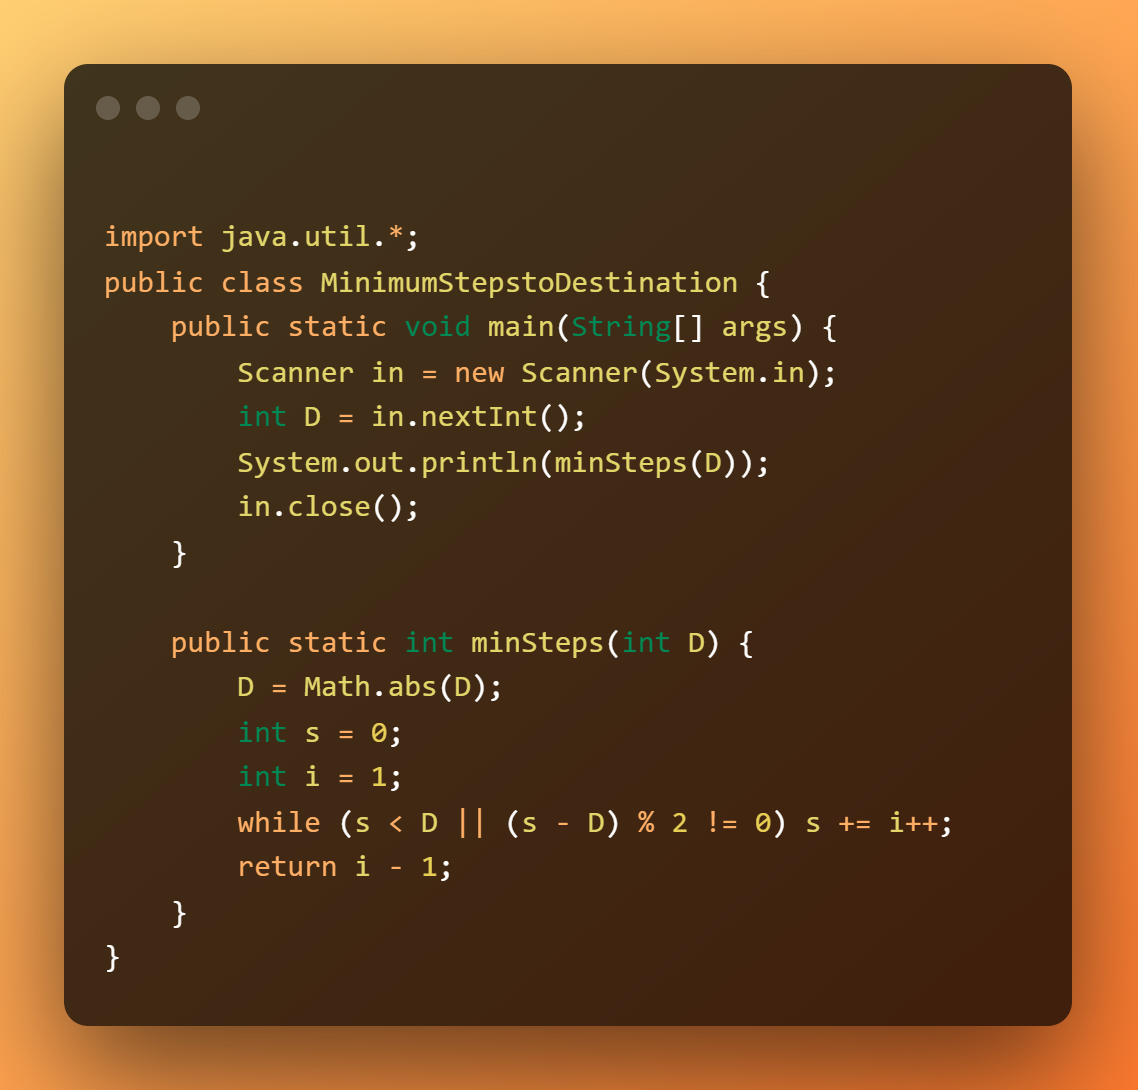 import java.util.*;
public class MinimumStepstoDestination {
    public static void main(String[] args) {
        Scanner in = new Scanner(System.in);
        int D = in.nextInt();
        System.out.println(minSteps(D));
        in.close();
    }

    public static int minSteps(int D) {
        D = Math.abs(D);
        int s = 0;
        int i = 1;
        while (s < D || (s - D) % 2 != 0) s += i++;
        return i - 1;
    }
}